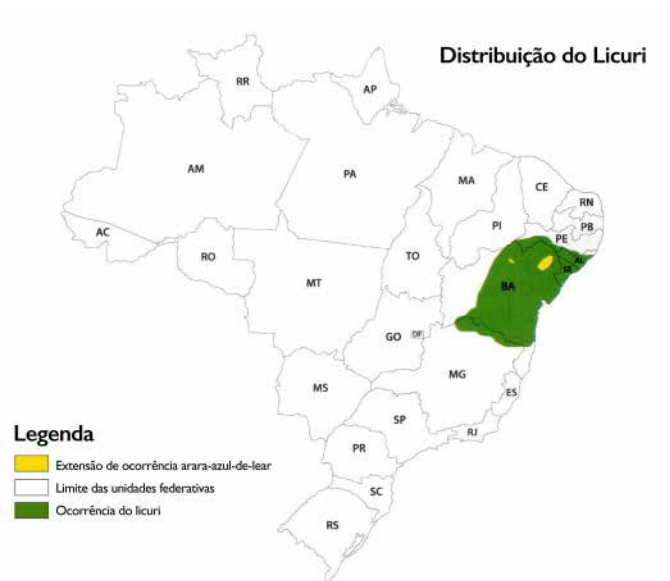 Distribuição do Licuri
RR
AP
AM
PA
MA
CE
RN
PB
PI
PE
AC
AL
SE
RO
TO
BA
MT
GO
DF
MG
MS
ES
SP
RJ
PR
SC
RS
Legenda
Extensão de ocorrência arara-azul-de-lear
Limite das unidades federativas
Ocorrência do licuri